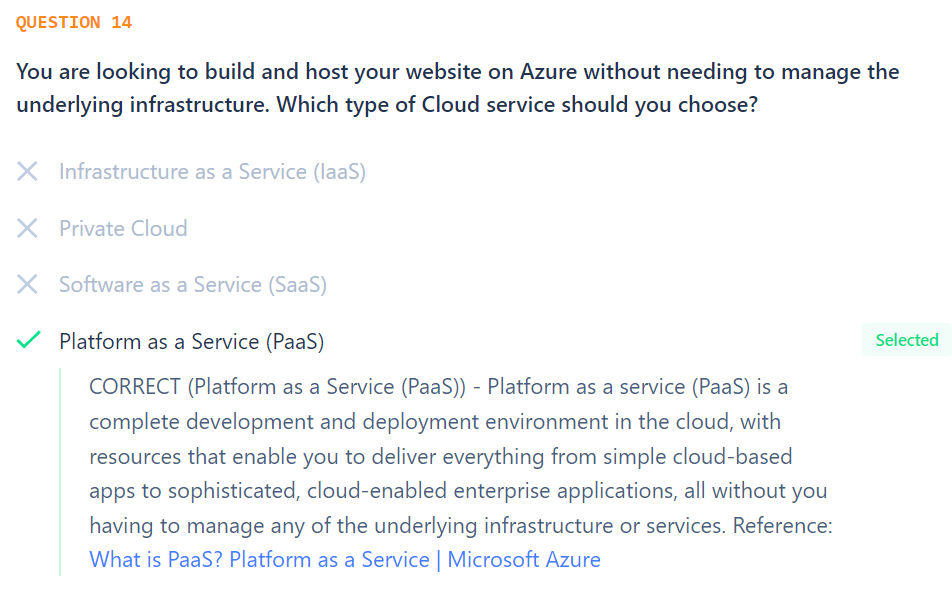 QUESTION 14
You are looking to build and host your website on Azure without needing to manage the
underlying infrastructure. Which type of Cloud service should you choose?
Infrastructure as a Service (IaaS)
Private Cloud
Software as a Service (SaaS)
Platform as a Service (PaaS)
Selected
CORRECT (Platform as a Service (PaaS)) - Platform as a service (PaaS) is a
complete development and deployment environment in the cloud, with
resources that enable you to deliver everything from simple cloud-based
apps to sophisticated, cloud-enabled enterprise applications, all without you
having to manage any of the underlying infrastructure or services. Reference:
What is PaaS? Platform as a Service | Microsoft Azure